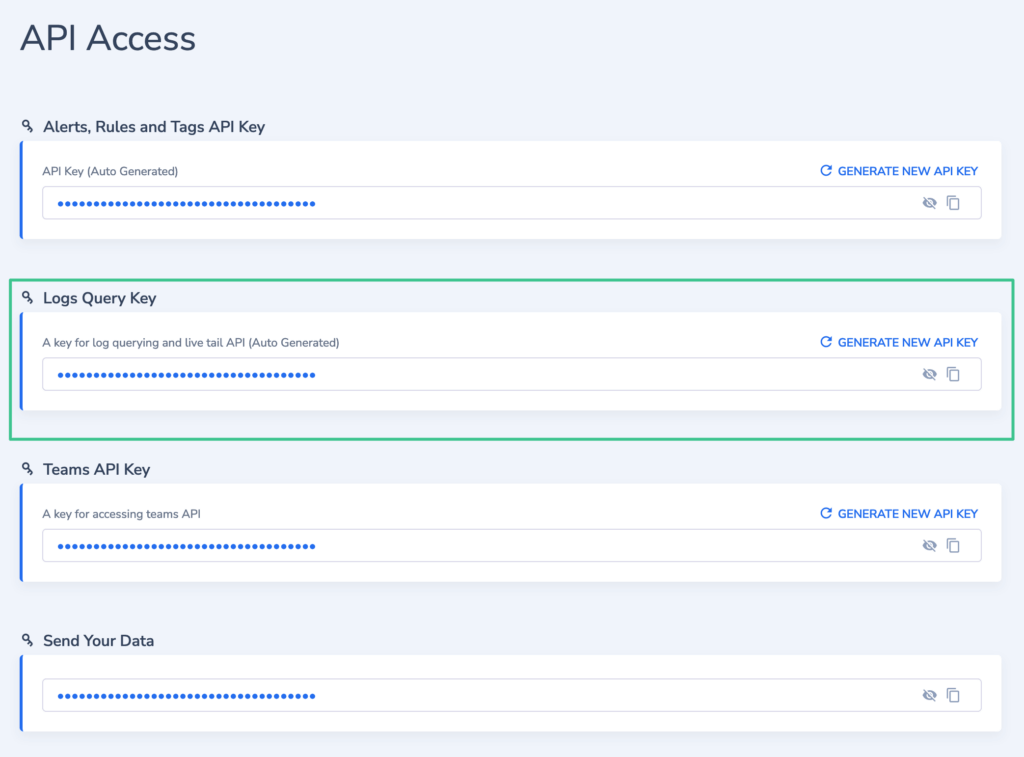 API Access
Alerts, Rules and Tags API Key
API Key (Auto Generated)
GENERATE NEW API KEY
Logs Query Key
A key for log querying and live tail API (Auto Generated)
GENERATE NEW API KEY
Teams API Key
A key for accessing teams API
GENERATE NEW API KEY
Send Your Data